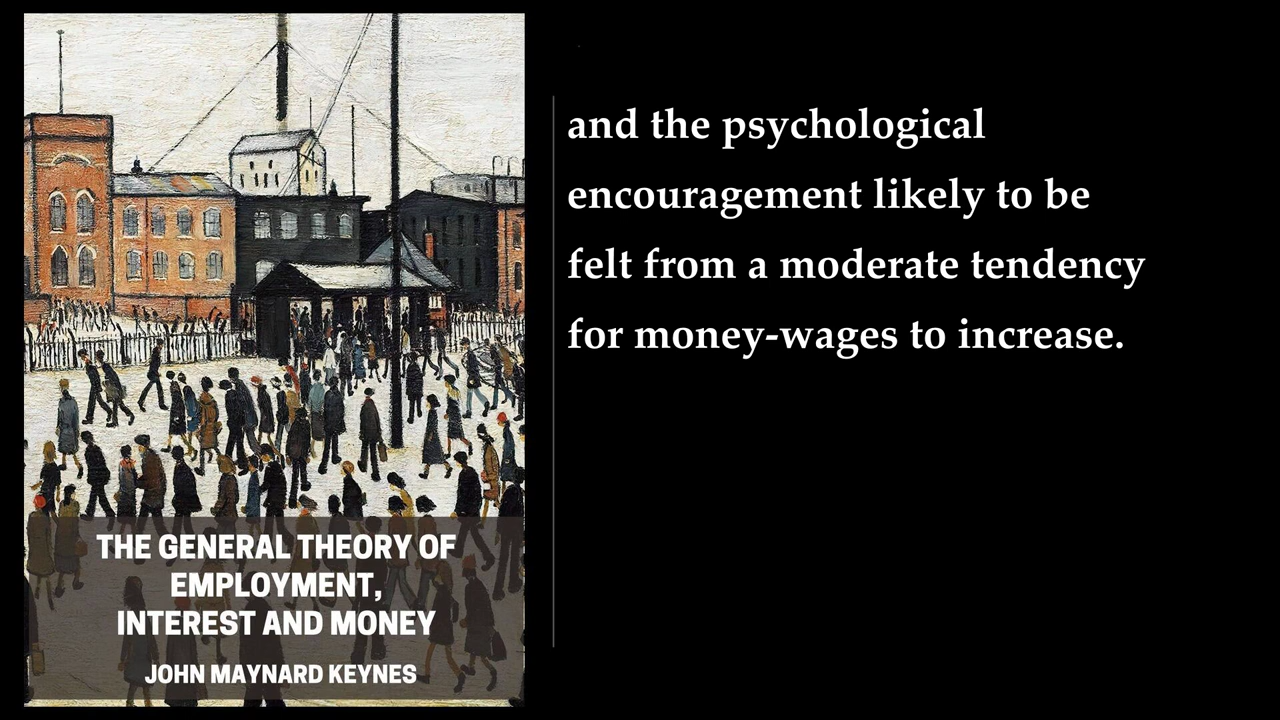 THE GENERAL THEORY OF
EMPLOYMENT,
INTEREST AND MONEY
JOHN MAYNARD KEYNES
and the psychological
encouragement likely to be
felt from a moderate tendency
for money-wages to increase.